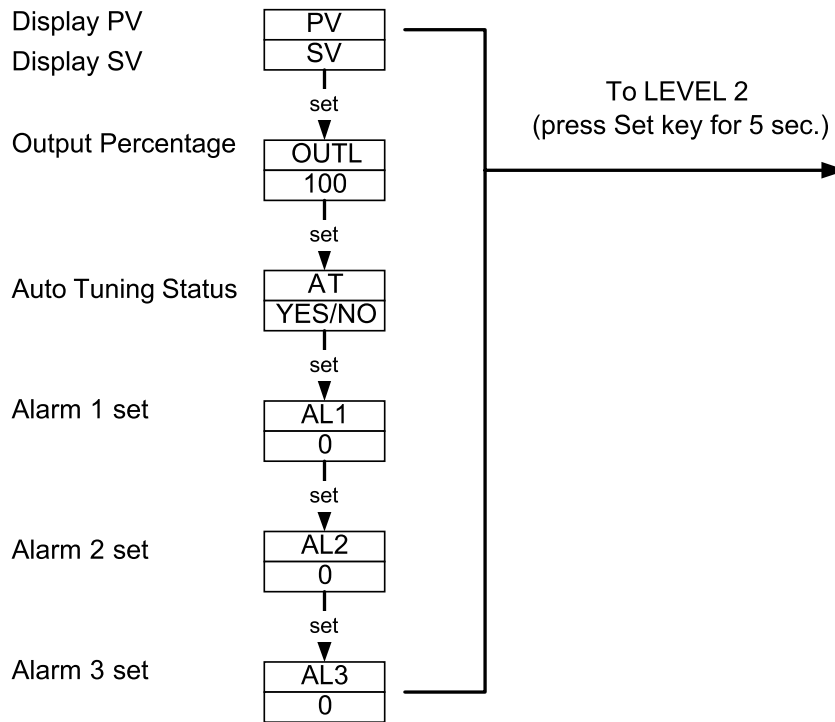 Display PV
PV
Display SV
SV
set
To LEVEL 2
(press Set key for 5 sec.)
Output Percentage
OUTL
100
set
Auto Tuning Status
AT
YES/NO
set
Alarm 1 set
AL1
0
set
Alarm 2 set
AL2
0
set
Alarm 3 set
AL3
0